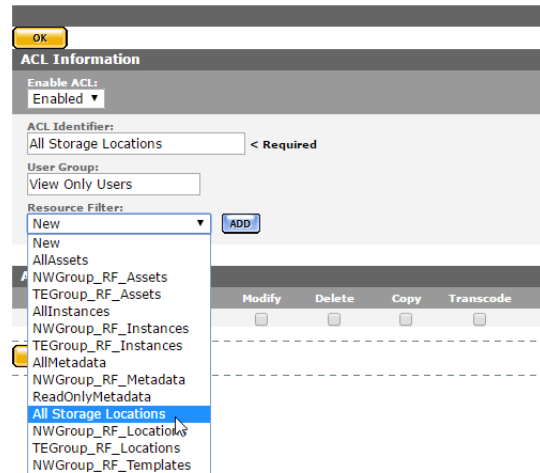 OK
ACL Information
Enable ACL:
Enabled
ACL Identifier:
All Storage Locations < Required
User Group:
View Only Users
Resource Filter:
New ADD
New
AllAssets
NWGroup_RF_Assets
TEGroup_RF_Assets
Modify Delete Copy Transcode
AllInstances
NWGroup_RF_Instances
TEGroup_RF_Instances
AllMetadata
NWGroup_RF_Metadata
ReadOnlyMetadata
All Storage Locations
NWGroup_RF_Locations
TEGroup_RF_Locations
NWGroup_RF_Templates